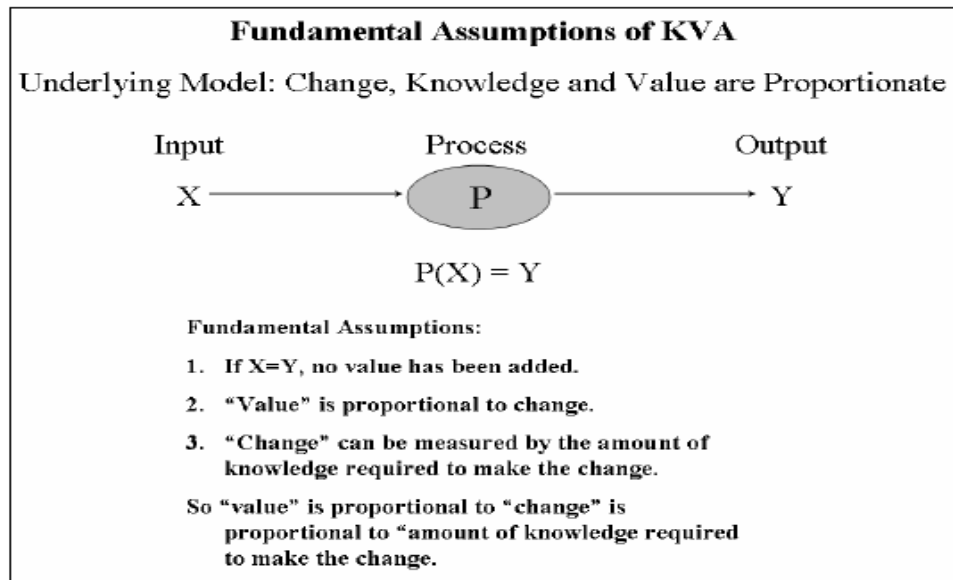 Fundamental Assumptions of KVA
Underlying Model: Change, Knowledge and Value are Proportionate
Input Process Output
X P Y
P(X) = Y
Fundamental Assumptions:
1. If X=Y, no value has been added.
2. “Value” is proportional to change.
3. “Change” can be measured by the amount of
knowledge required to make the change.
So “value” is proportional to “change” is
proportional to “amount of knowledge required
to make the change.